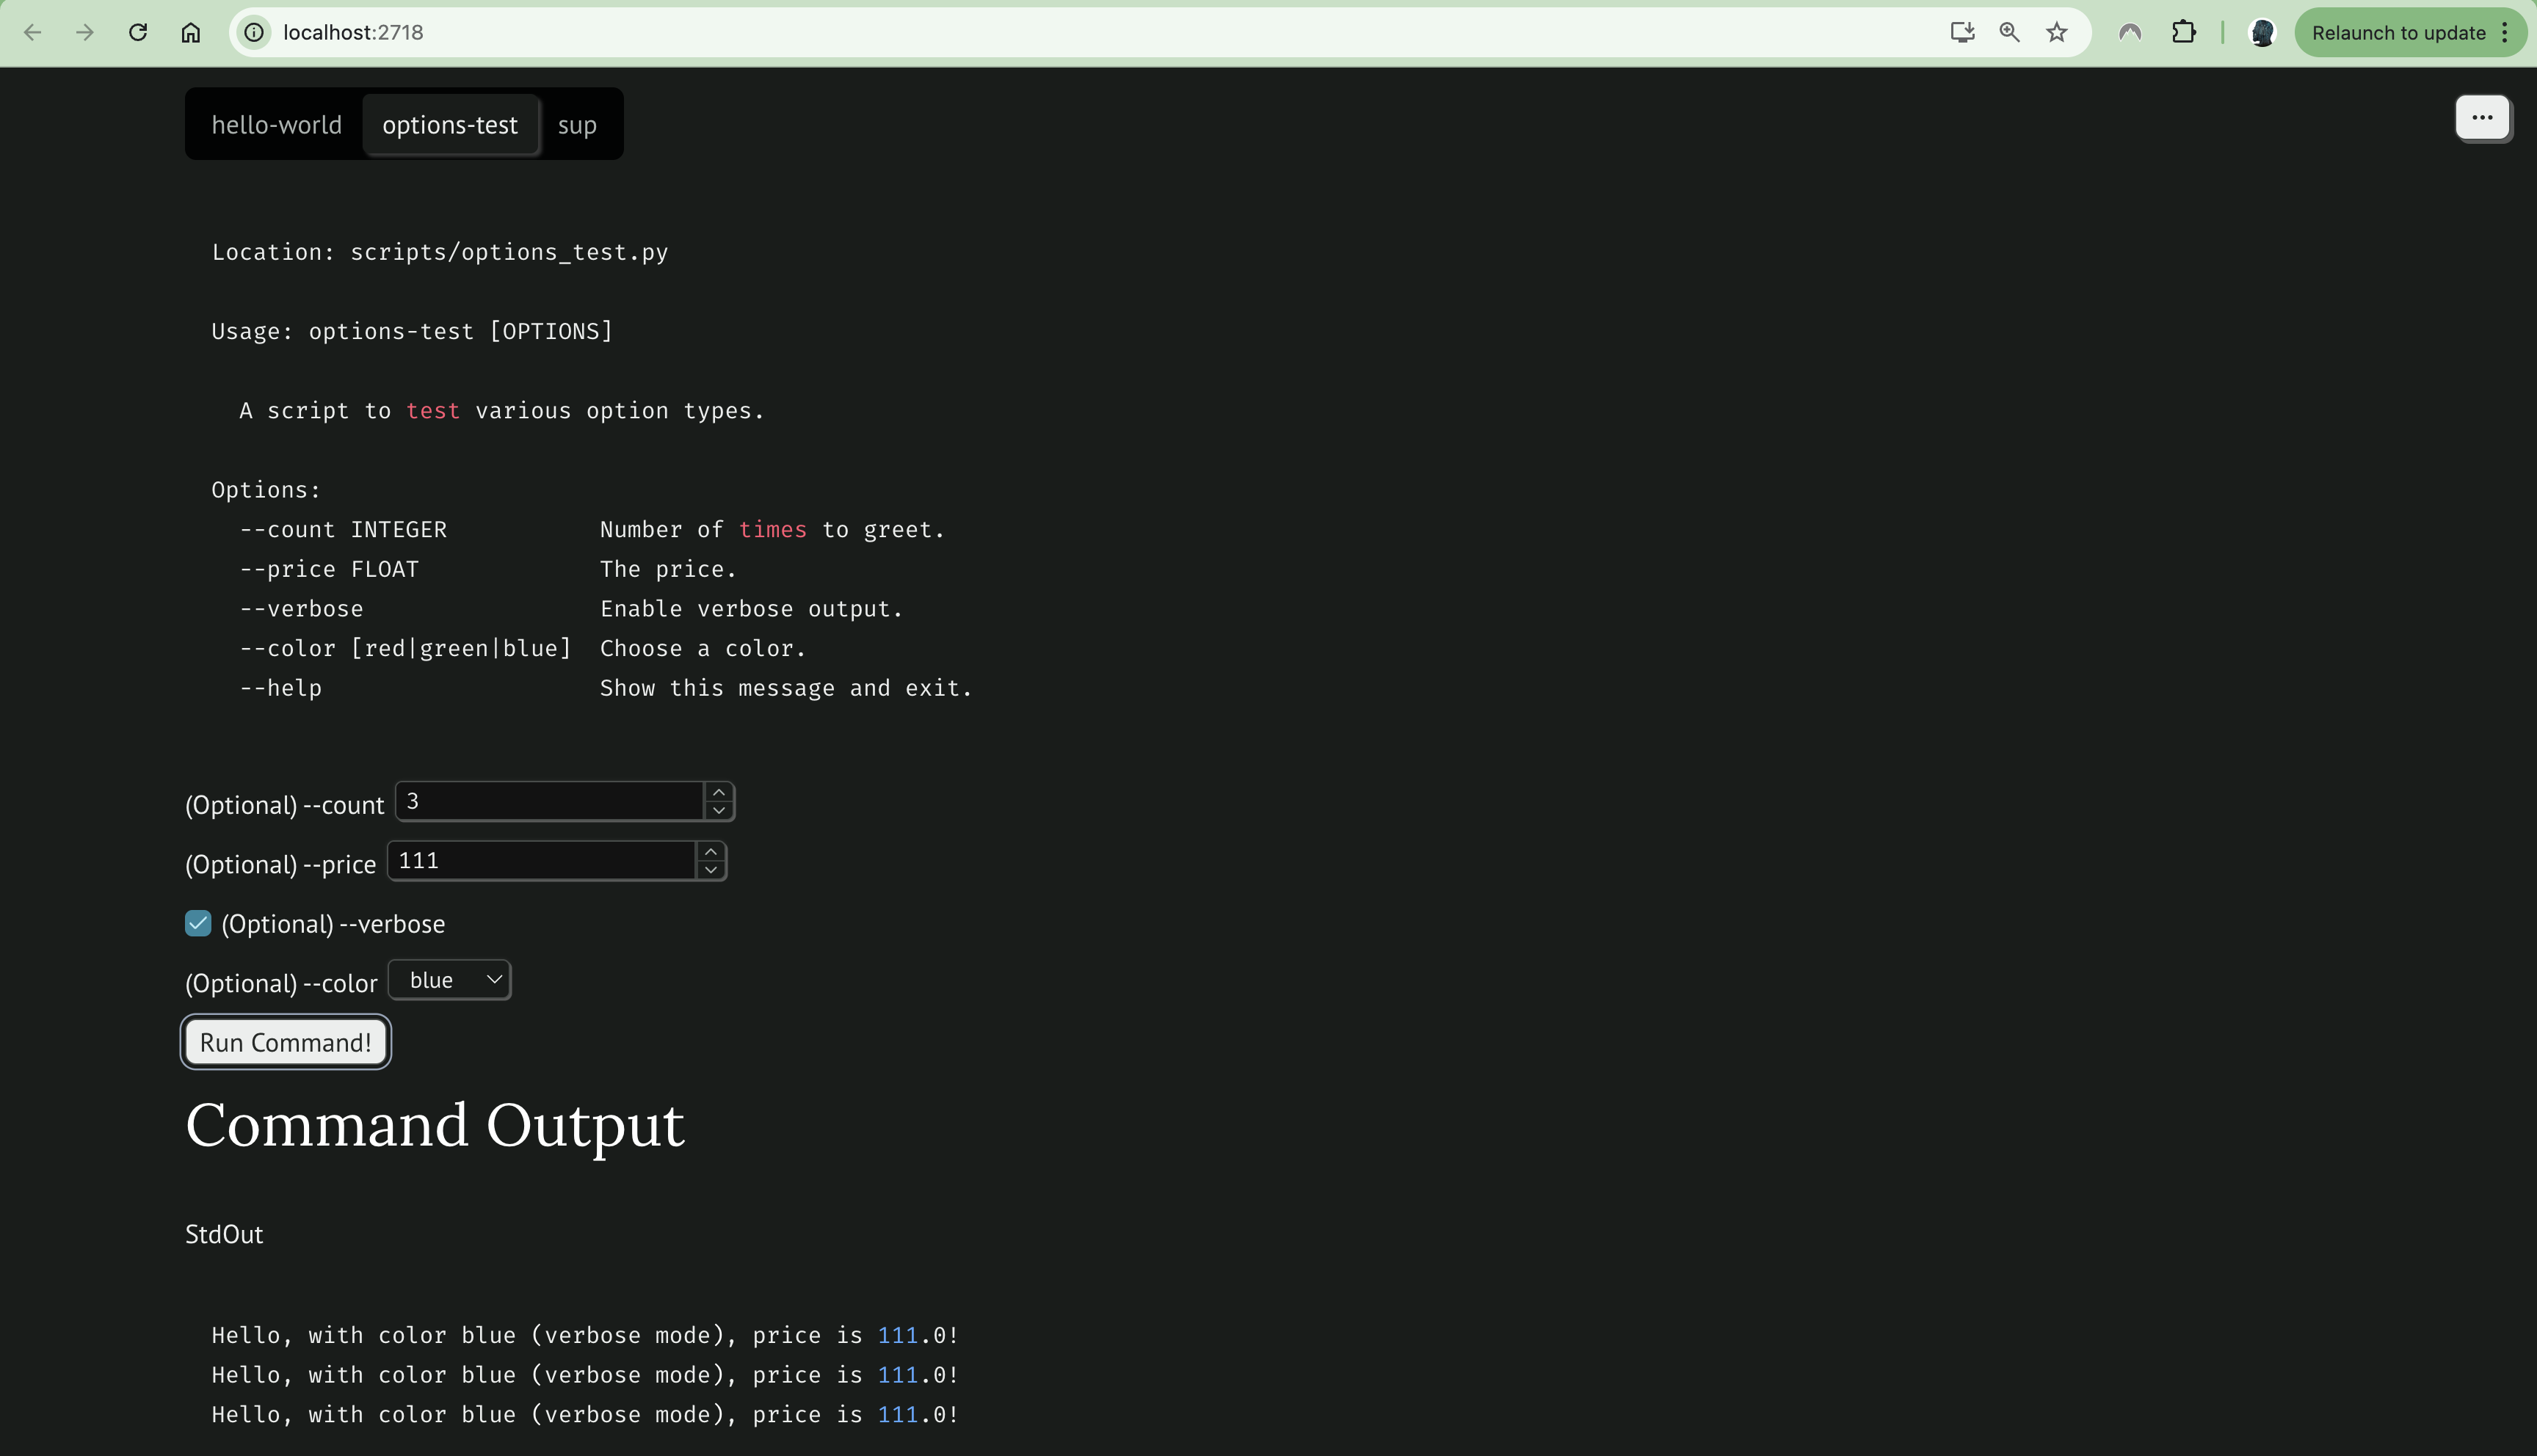 localhost:2718
Relaunch to update
hello-world options-test sup
Location: scripts/options_test.py
Usage: options-test [OPTIONS]
A script to test various option types.
Options:
--count INTEGER Number of times to greet.
--price FLOAT The price.
--verbose Enable verbose output.
--color [red|green|blue] Choose a color.
--help Show this message and exit.
(Optional) --count 3
(Optional) --price 111
(Optional) --verbose
(Optional) --color blue
Run Command!
Command Output
StdOut
Hello, with color blue (verbose mode), price is 111.0!
Hello, with color blue (verbose mode), price is 111.0!
Hello, with color blue (verbose mode), price is 111.0!